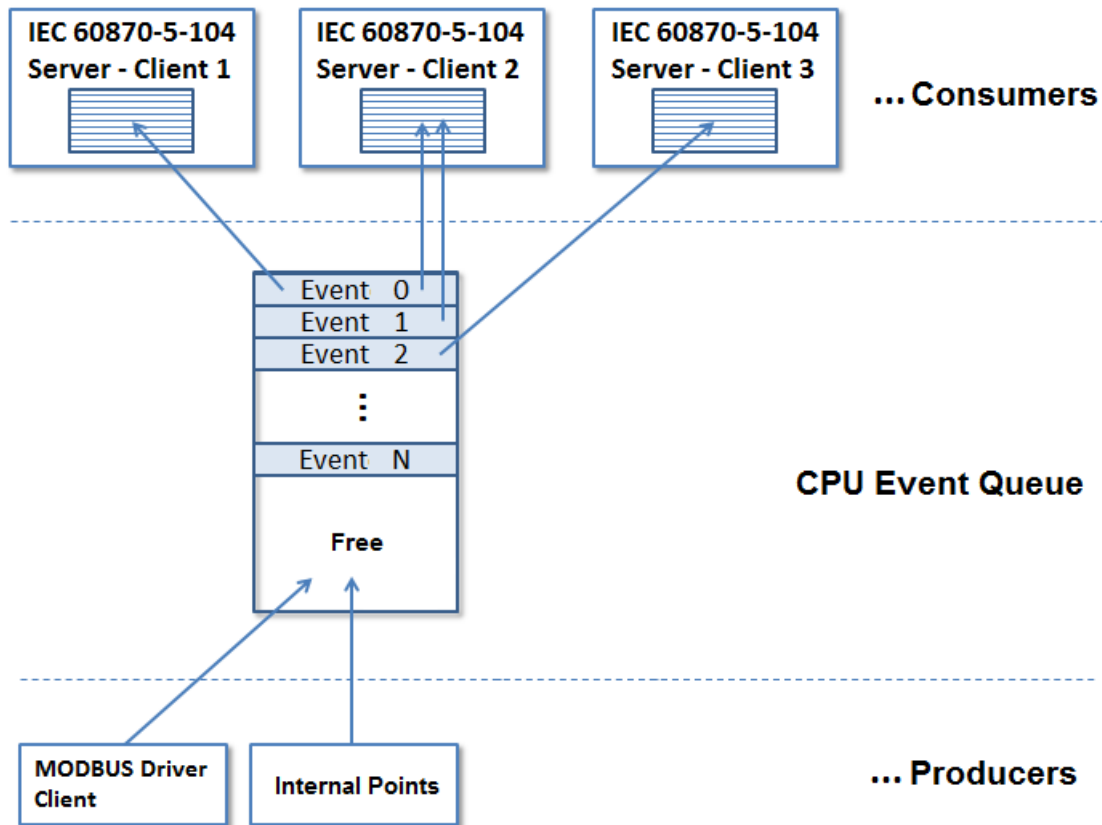 IEC 60870-5-104
Server - Client 1
IEC 60870-5-104
Server - Client 2
IEC 60870-5-104
Server - Client 3
... Consumers
Event 0
Event 1
Event 2
⋮
Event N
Free
CPU Event Queue
MODBUS Driver
Client
Internal Points
... Producers